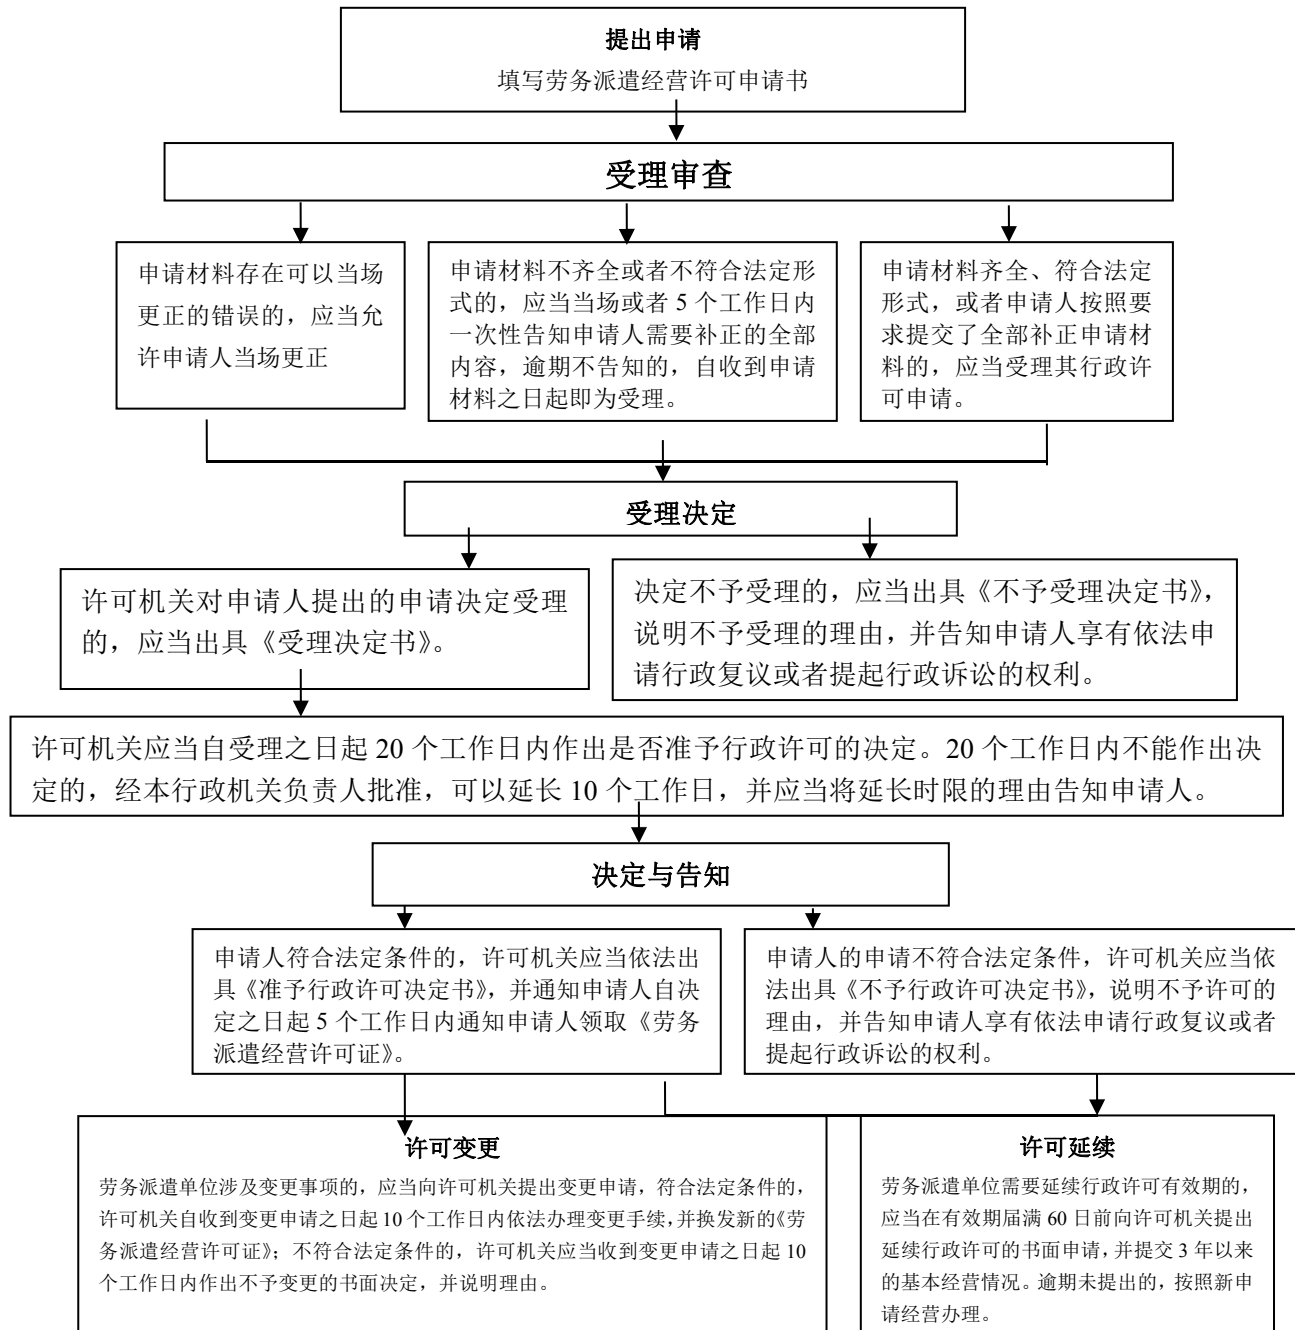 提出申请
填写劳务派遣经营许可申请书
受理审查
申请材料存在可以当场
更正的错误的，应当允
许申请人当场更正
申请材料不齐全或者不符合法定形
式的，应当当场或者 5 个工作日内
一次性告知申请人需要补正的全部
内容，逾期不告知的，自收到申请
材料之日起即为受理。
申请材料齐全、符合法定
形式，或者申请人按照要
求提交了全部补正申请材
料的，应当受理其行政许
可申请。
受理决定
许可机关对申请人提出的申请决定受理
的，应当出具《受理决定书》。
决定不予受理的，应当出具《不予受理决定书》，
说明不予受理的理由，并告知申请人享有依法申
请行政复议或者提起行政诉讼的权利。
许可机关应当自受理之日起 20 个工作日内作出是否准予行政许可的决定。20 个工作日内不能作出决
定的，经本行政机关负责人批准，可以延长 10 个工作日，并应当将延长时限的理由告知申请人。
决定与告知
申请人符合法定条件的，许可机关应当依法出
具《准予行政许可决定书》，并通知申请人自决
定之日起 5 个工作日内通知申请人领取《劳务
派遣经营许可证》。
申请人的申请不符合法定条件，许可机关应当依
法出具《不予行政许可决定书》，说明不予许可的
理由，并告知申请人享有依法申请行政复议或者
提起行政诉讼的权利。
许可变更
劳务派遣单位涉及变更事项的，应当向许可机关提出变更申请，符合法定条件的，
许可机关自收到变更申请之日起 10 个工作日内依法办理变更手续，并换发新的《劳
务派遣经营许可证》；不符合法定条件的，许可机关应当收到变更申请之日起 10
个工作日内作出不予变更的书面决定，并说明理由。
许可延续
劳务派遣单位需要延续行政许可有效期的，
应当在有效期届满 60 日前向许可机关提出
延续行政许可的书面申请，并提交 3 年以来
的基本经营情况。逾期未提出的，按照新申
请经营办理。